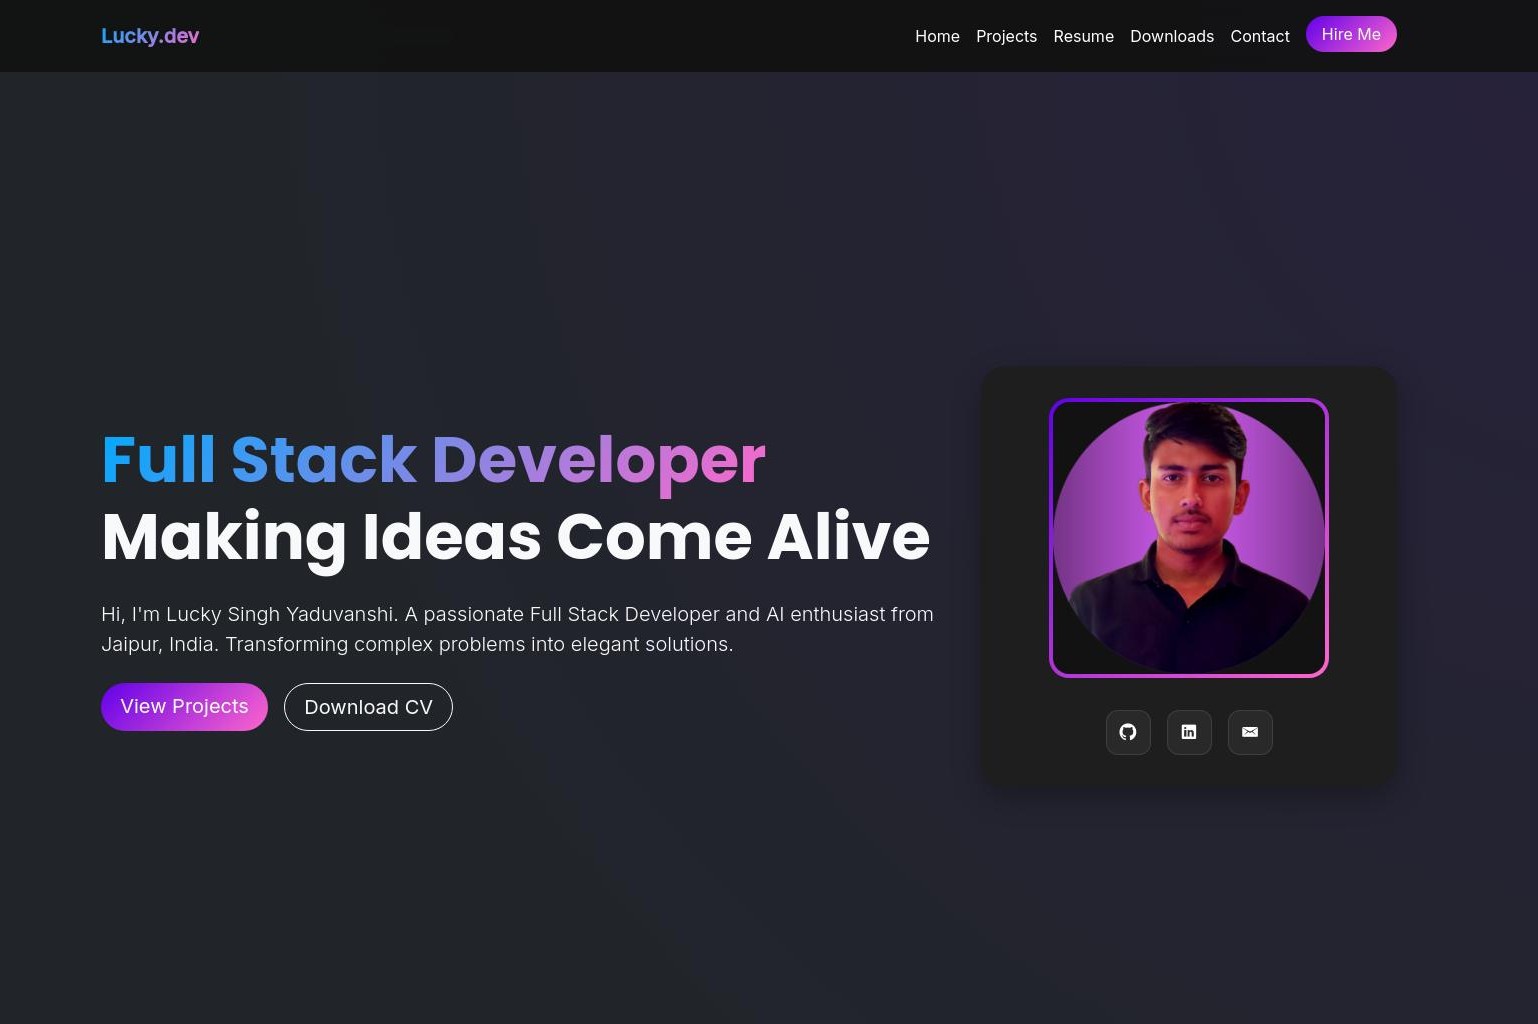 Lucky.dev
Home Projects Resume Downloads Contact Hire Me
Full Stack Developer
Making Ideas Come Alive
Hi, I'm Lucky Singh Yaduvanshi. A passionate Full Stack Developer and AI enthusiast from
Jaipur, India. Transforming complex problems into elegant solutions.
View Projects Download CV